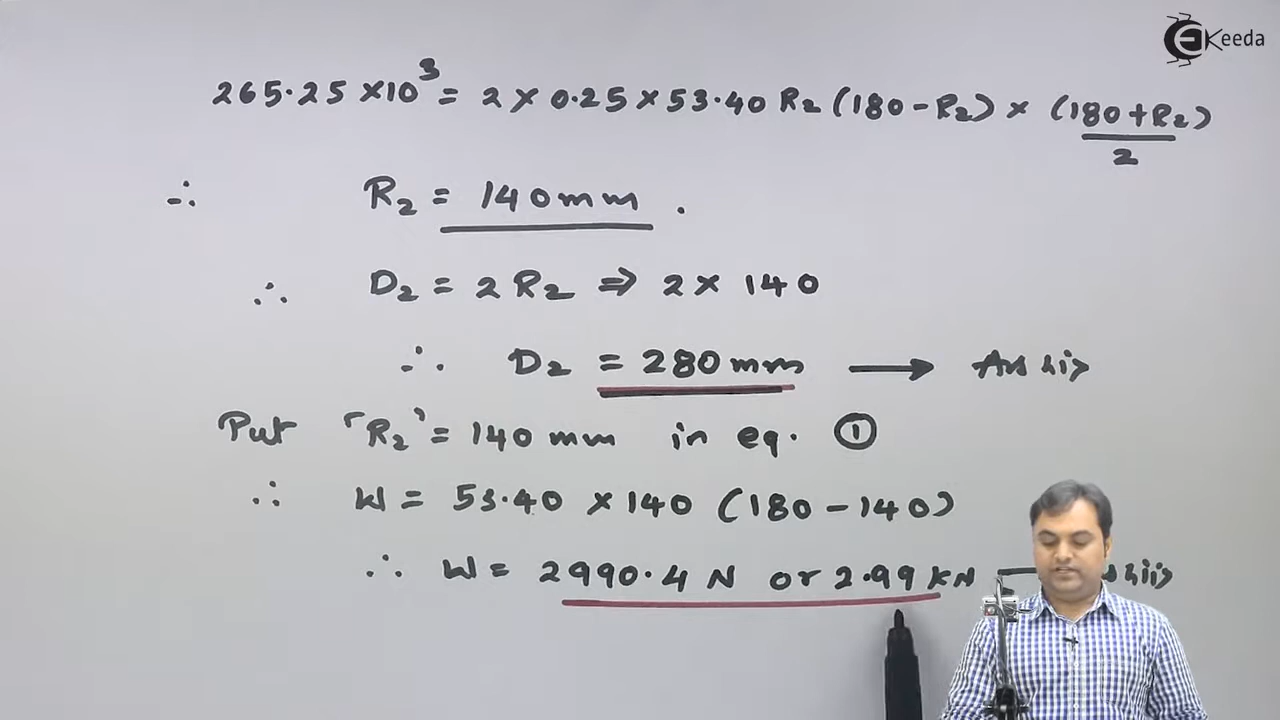 Keeda
265.25 ×10³ = 2 × 0.25 × 53.40 R₂ (180 - R₂) × (180 + R₂) / 2
∴ R₂ = 140 mm.
∴ D₂ = 2 R₂ ⇒ 2 × 140
∴ D₂ = 280 mm → Ans ii>
Put 'R₂' = 140 mm in eq. ①
∴ W = 53.40 × 140 (180 - 140)
∴ W = 2990.4 N or 2.99 KN